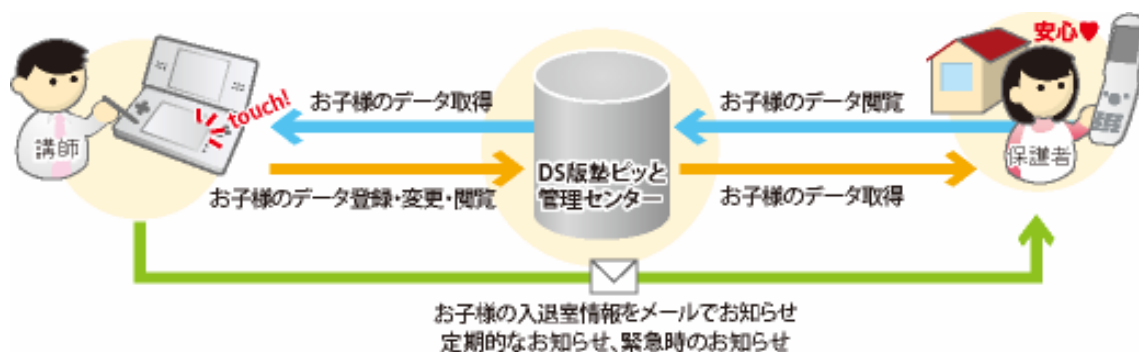 安心♥
touch!
講師
お子様のデータ取得
お子様のデータ閲覧
保護者
DS版塾ピッと
管理センター
お子様のデータ登録・変更・閲覧
お子様のデータ取得
お子様の入退室情報をメールでお知らせ
定期的なお知らせ、緊急時のお知らせ